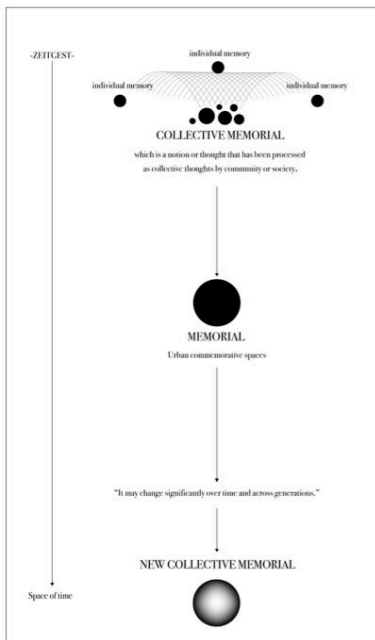 -ZEITGEST-
individual memory
individual memory
individual memory
COLLECTIVE MEMORIAL
which is a notion or thought that has been processed
as collective thoughts by community or society.
MEMORIAL
Urban commemorative spaces
“It may change significantly over time and across generations.”
NEW COLLECTIVE MEMORIAL
Space of time